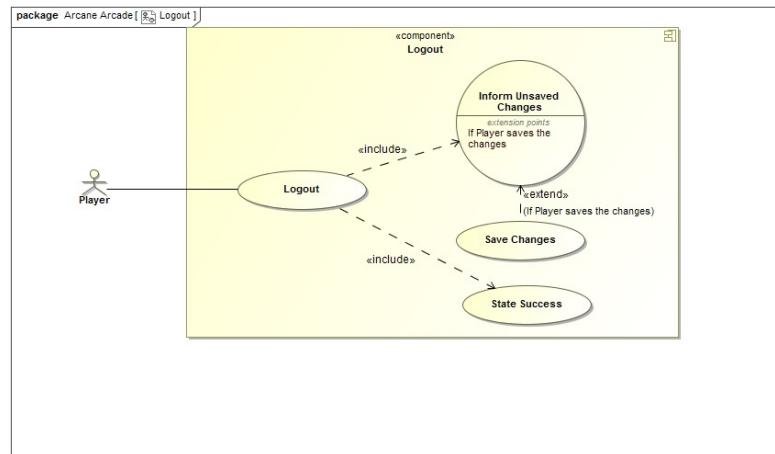 package Arcane Arcade [ Logout ]
«component»
Logout
Inform Unsaved
Changes
extension points
If Player saves the
changes
«include»
«extend»
(If Player saves the changes)
Player
Logout
Save Changes
«include»
State Success